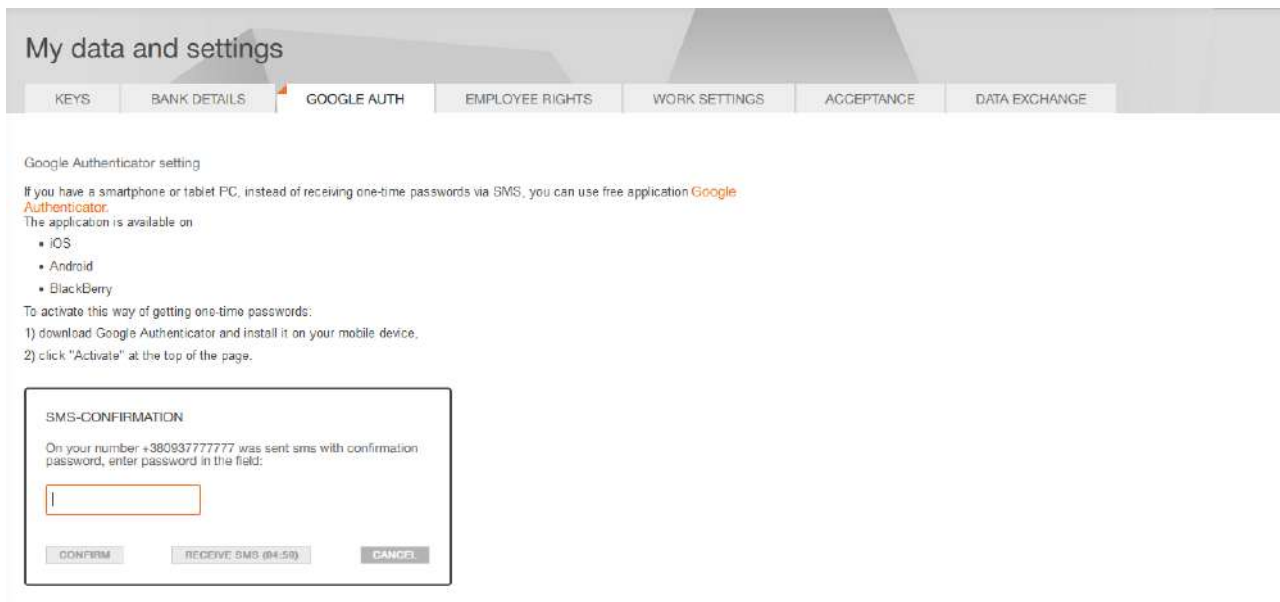 My data and settings
KEYS BANK DETAILS GOOGLE AUTH EMPLOYEE RIGHTS WORK SETTINGS ACCEPTANCE DATA EXCHANGE
Google Authenticator setting
If you have a smartphone or tablet PC, instead of receiving one-time passwords via SMS, you can use free application Google
Authenticator.
The application is available on
• iOS
• Android
• BlackBerry
To activate this way of getting one-time passwords:
1) download Google Authenticator and install it on your mobile device,
2) click "Activate" at the top of the page.
SMS-CONFIRMATION
On your number +380937777777 was sent sms with confirmation
password, enter password in the field:
CONFIRM RECEIVE SMS (04:59) CANCEL